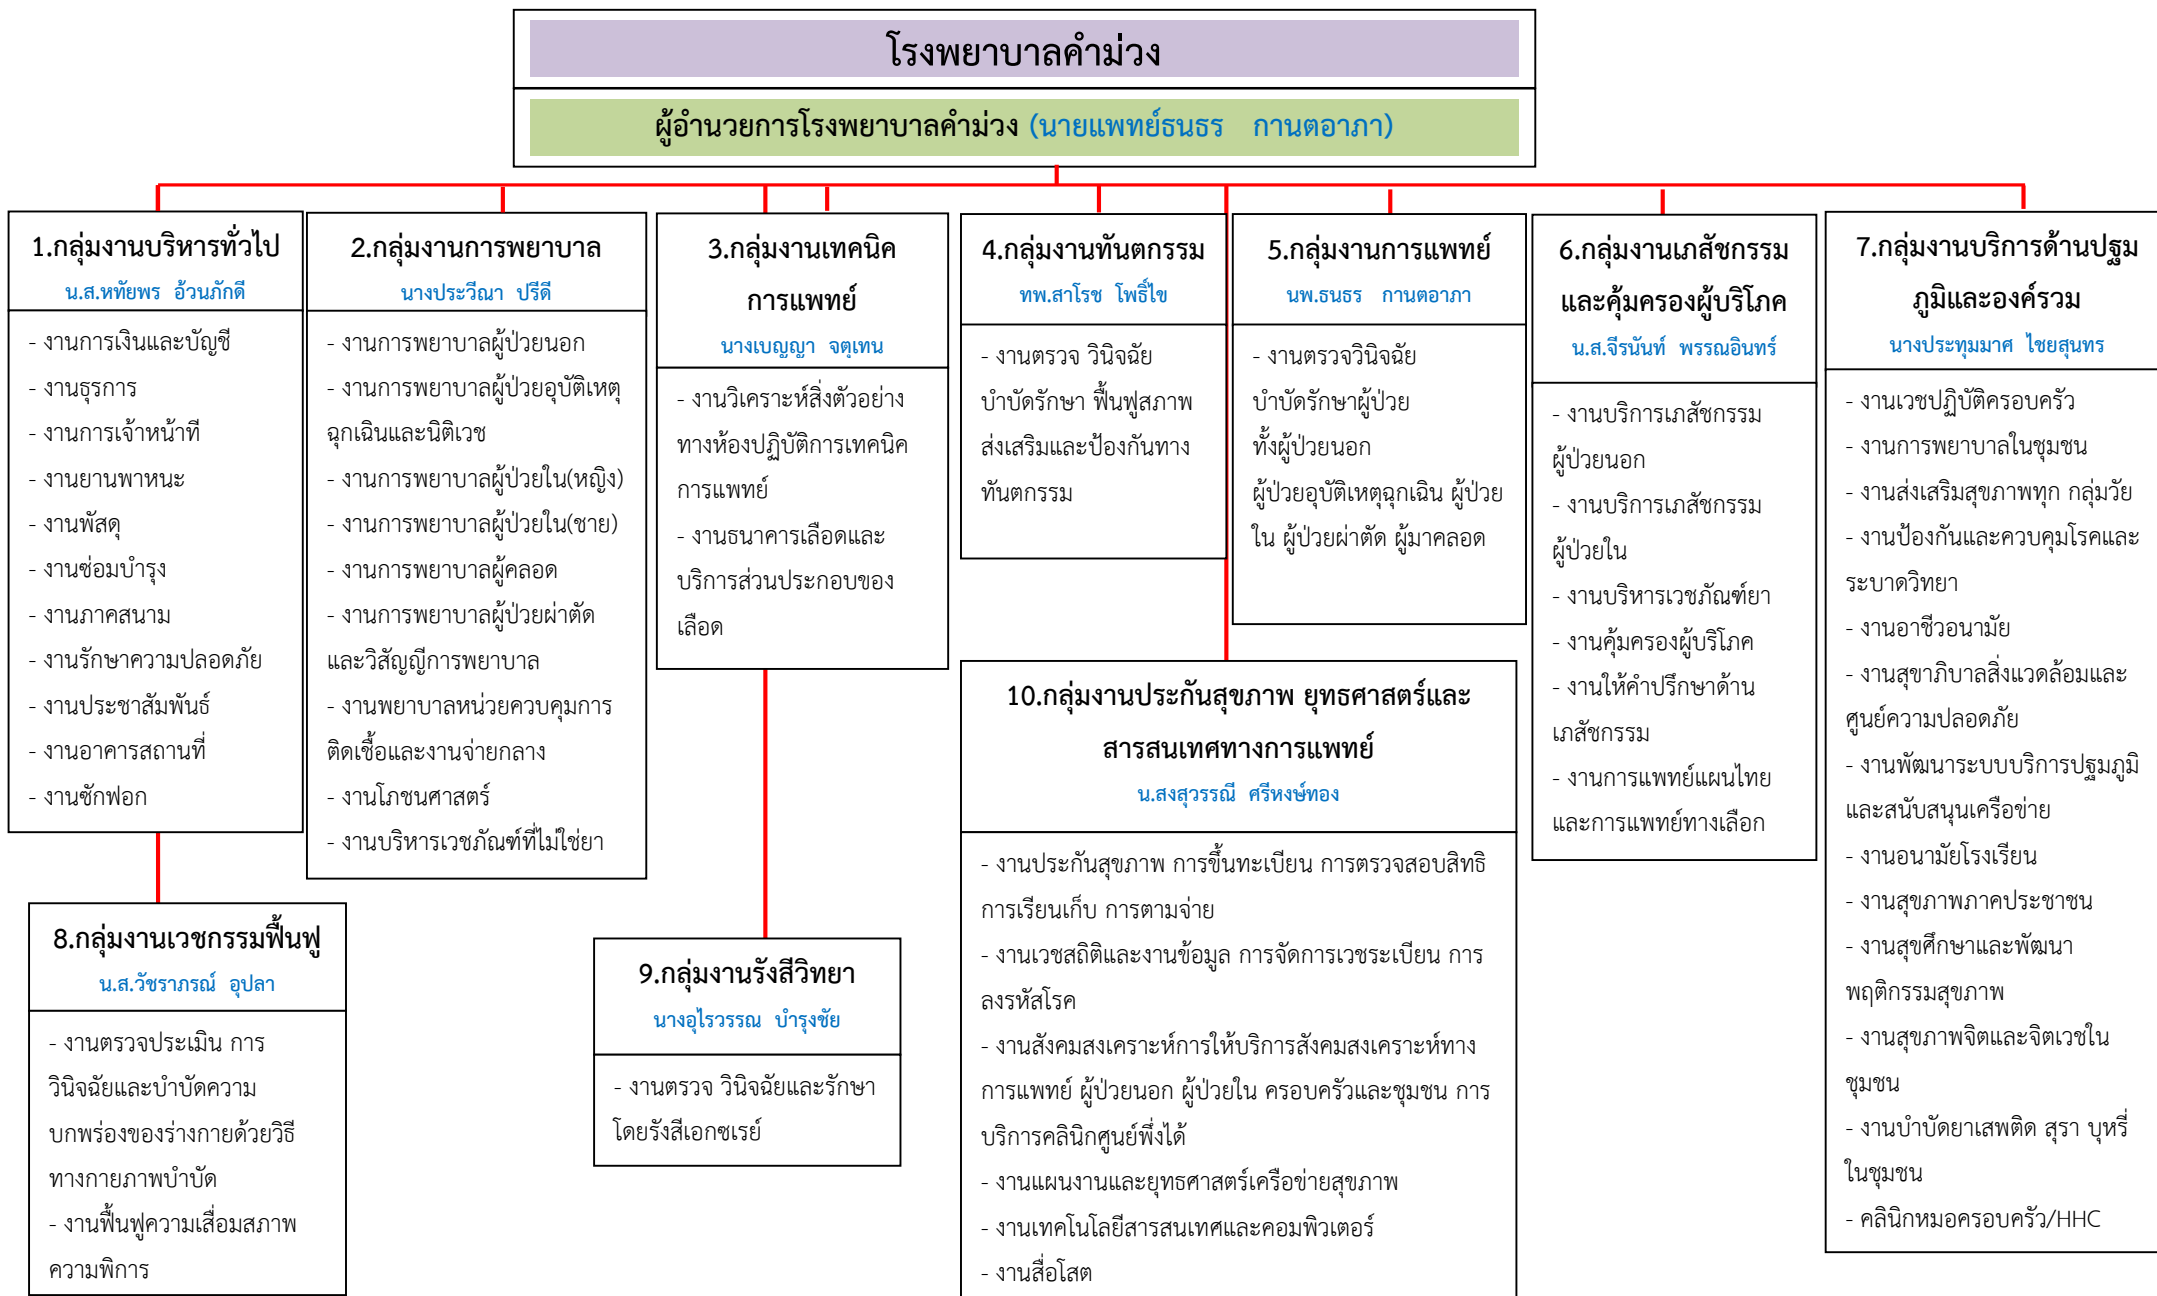 โรงพยาบาลคำม่วง
ผู้อำนวยการโรงพยาบาลคำม่วง (นายแพทย์ธนธร กานตอาภา)
1.กลุ่มงานบริหารทั่วไป
น.ส.หทัยพร อ้วนภักดี
- งานการเงินและบัญชี
- งานธุรการ
- งานการเจ้าหน้าที่
- งานยานพาหนะ
- งานพัสดุ
- งานซ่อมบำรุง
- งานภาคสนาม
- งานรักษาความปลอดภัย
- งานประชาสัมพันธ์
- งานอาคารสถานที่
- งานซักฟอก
2.กลุ่มงานการพยาบาล
นางประวีณา ปรีดี
- งานการพยาบาลผู้ป่วยนอก
- งานการพยาบาลผู้ป่วยอุบัติเหตุ
ฉุกเฉินและนิติเวช
- งานการพยาบาลผู้ป่วยใน(หญิง)
- งานการพยาบาลผู้ป่วยใน(ชาย)
- งานการพยาบาลผู้คลอด
- งานการพยาบาลผู้ป่วยผ่าตัด
และวิสัญญีการพยาบาล
- งานพยาบาลหน่วยควบคุมการ
ติดเชื้อและงานจ่ายกลาง
- งานโภชนศาสตร์
- งานบริหารเวชภัณฑ์ที่ไม่ใช่ยา
3.กลุ่มงานเทคนิค
การแพทย์
นางเบญญา จตุเทน
- งานวิเคราะห์สิ่งตัวอย่าง
ทางห้องปฏิบัติการเทคนิค
การแพทย์
- งานธนาคารเลือดและ
บริการส่วนประกอบของ
เลือด
4.กลุ่มงานทันตกรรม
ทพ.สาโรช โพธิ์ไข
- งานตรวจ วินิจฉัย
บำบัดรักษา ฟื้นฟูสภาพ
ส่งเสริมและป้องกันทาง
ทันตกรรม
5.กลุ่มงานการแพทย์
นพ.ธนธร กานตอาภา
- งานตรวจวินิจฉัย
บำบัดรักษาผู้ป่วย
ทั้งผู้ป่วยนอก
ผู้ป่วยอุบัติเหตุฉุกเฉิน ผู้ป่วย
ใน ผู้ป่วยผ่าตัด ผู้มาคลอด
6.กลุ่มงานเภสัชกรรม
และคุ้มครองผู้บริโภค
น.ส.จีรนันท์ พรรณอินทร์
- งานบริการเภสัชกรรม
ผู้ป่วยนอก
- งานบริการเภสัชกรรม
ผู้ป่วยใน
- งานบริหารเวชภัณฑ์ยา
- งานคุ้มครองผู้บริโภค
- งานให้คำปรึกษาด้าน
เภสัชกรรม
- งานการแพทย์แผนไทย
และการแพทย์ทางเลือก
7.กลุ่มงานบริการด้านปฐม
ภูมิและองค์รวม
นางประทุมมาศ ไชยสุนทร
- งานเวชปฏิบัติครอบครัว
- งานการพยาบาลในชุมชน
- งานส่งเสริมสุขภาพทุก กลุ่มวัย
- งานป้องกันและควบคุมโรคและ
ระบาดวิทยา
- งานอาชีวอนามัย
- งานสุขาภิบาลสิ่งแวดล้อมและ
ศูนย์ความปลอดภัย
- งานพัฒนาระบบบริการปฐมภูมิ
และสนับสนุนเครือข่าย
- งานอนามัยโรงเรียน
- งานสุขภาพภาคประชาชน
- งานสุขศึกษาและพัฒนา
พฤติกรรมสุขภาพ
- งานสุขภาพจิตและจิตเวชใน
ชุมชน
- งานบำบัดยาเสพติด สุรา บุหรี่
ในชุมชน
- คลินิกหมอครอบครัว/HHC
8.กลุ่มงานเวชกรรมฟื้นฟู
น.ส.วัชราภรณ์ อุปลา
- งานตรวจประเมิน การ
วินิจฉัยและบำบัดความ
บกพร่องของร่างกายด้วยวิธี
ทางกายภาพบำบัด
- งานฟื้นฟูความเสื่อมสภาพ
ความพิการ
9.กลุ่มงานรังสีวิทยา
นางอุไรวรรณ บำรุงชัย
- งานตรวจ วินิจฉัยและรักษา
โดยรังสีเอกซเรย์
10.กลุ่มงานประกันสุขภาพ ยุทธศาสตร์และ
สารสนเทศทางการแพทย์
น.สงสุวรรณี ศรีหงษ์ทอง
- งานประกันสุขภาพ การขึ้นทะเบียน การตรวจสอบสิทธิ
การเรียนเก็บ การตามจ่าย
- งานเวชสถิติและงานข้อมูล การจัดการเวชระเบียน การ
ลงรหัสโรค
- งานสังคมสงเคราะห์การให้บริการสังคมสงเคราะห์ทาง
การแพทย์ ผู้ป่วยนอก ผู้ป่วยใน ครอบครัวและชุมชน การ
บริการคลินิกศูนย์พึ่งได้
- งานแผนงานและยุทธศาสตร์เครือข่ายสุขภาพ
- งานเทคโนโลยีสารสนเทศและคอมพิวเตอร์
- งานสื่อโสต